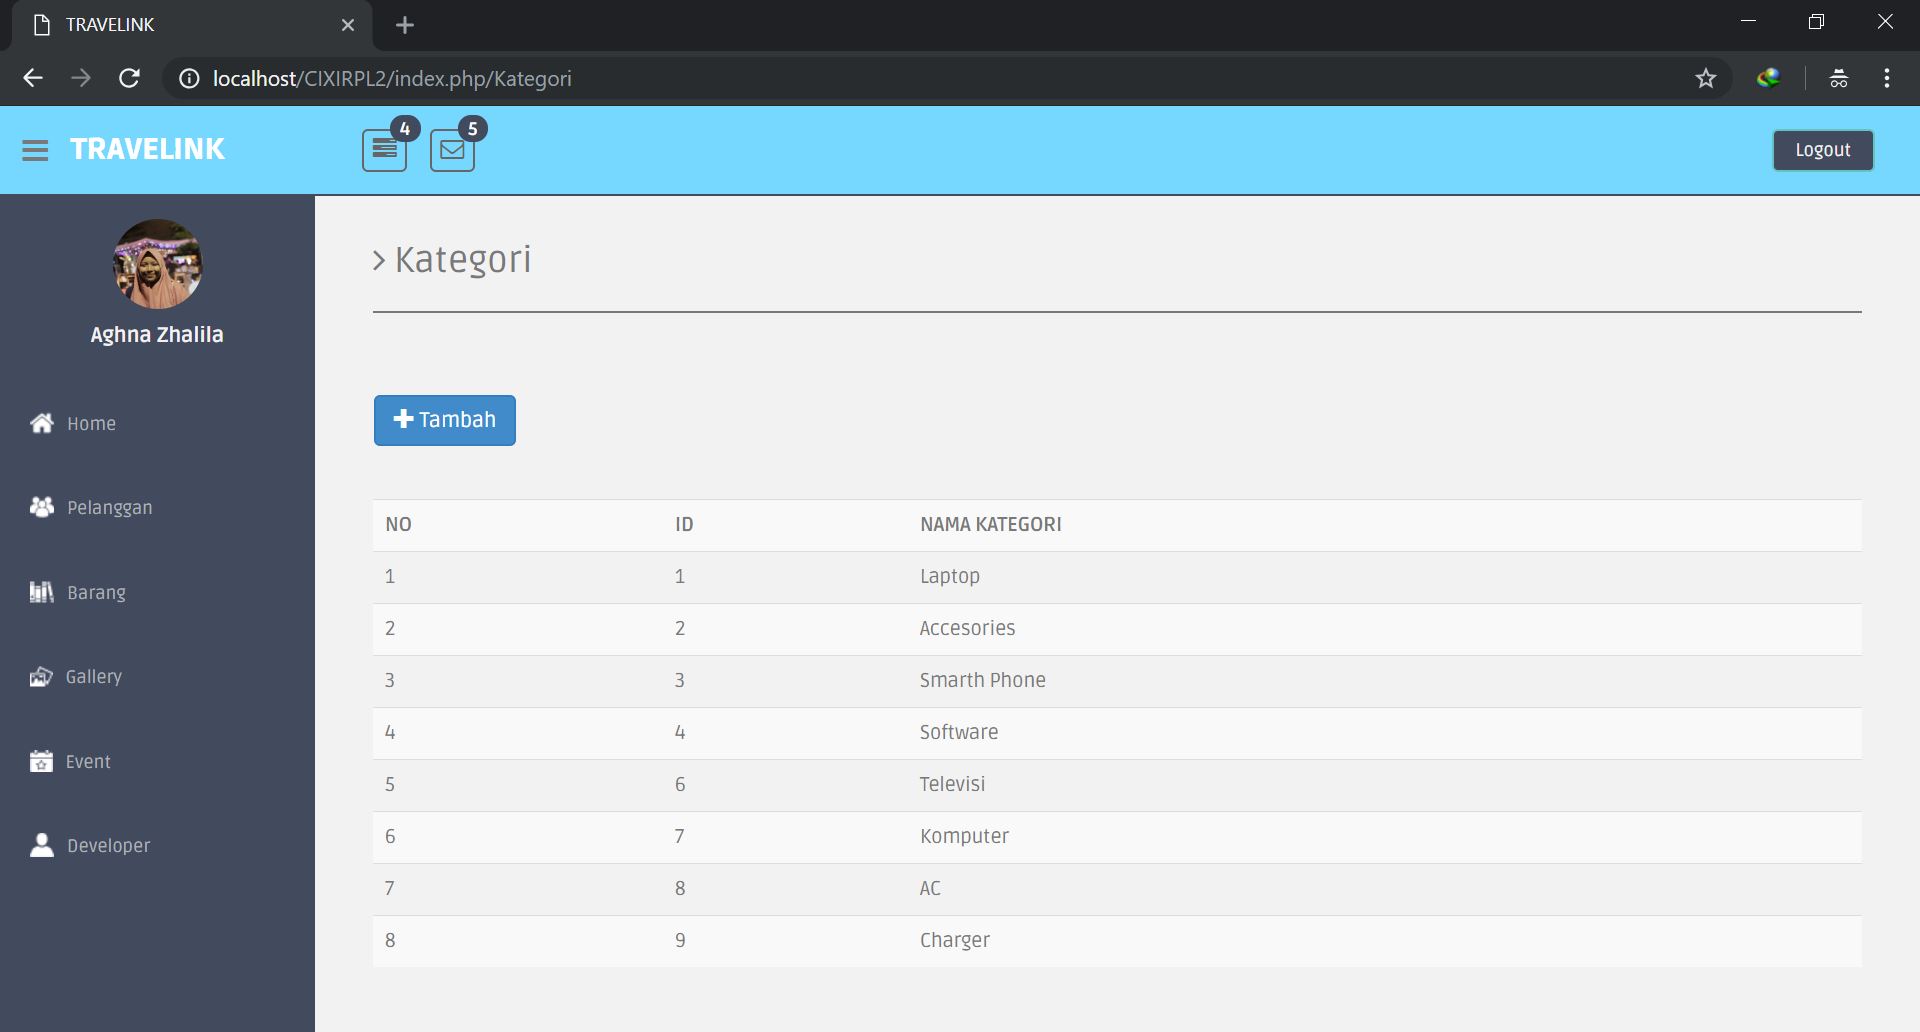 TRAVELINK
localhost/CIXIRPL2/index.php/Kategori
TRAVELINK
4
5
Logout
Aghna Zhalila
Home
Pelanggan
Barang
Gallery
Event
Developer
Kategori
Tambah
NO ID NAMA KATEGORI
1 1 Laptop
2 2 Accesories
3 3 Smarth Phone
4 4 Software
5 6 Televisi
6 7 Komputer
7 8 AC
8 9 Charger